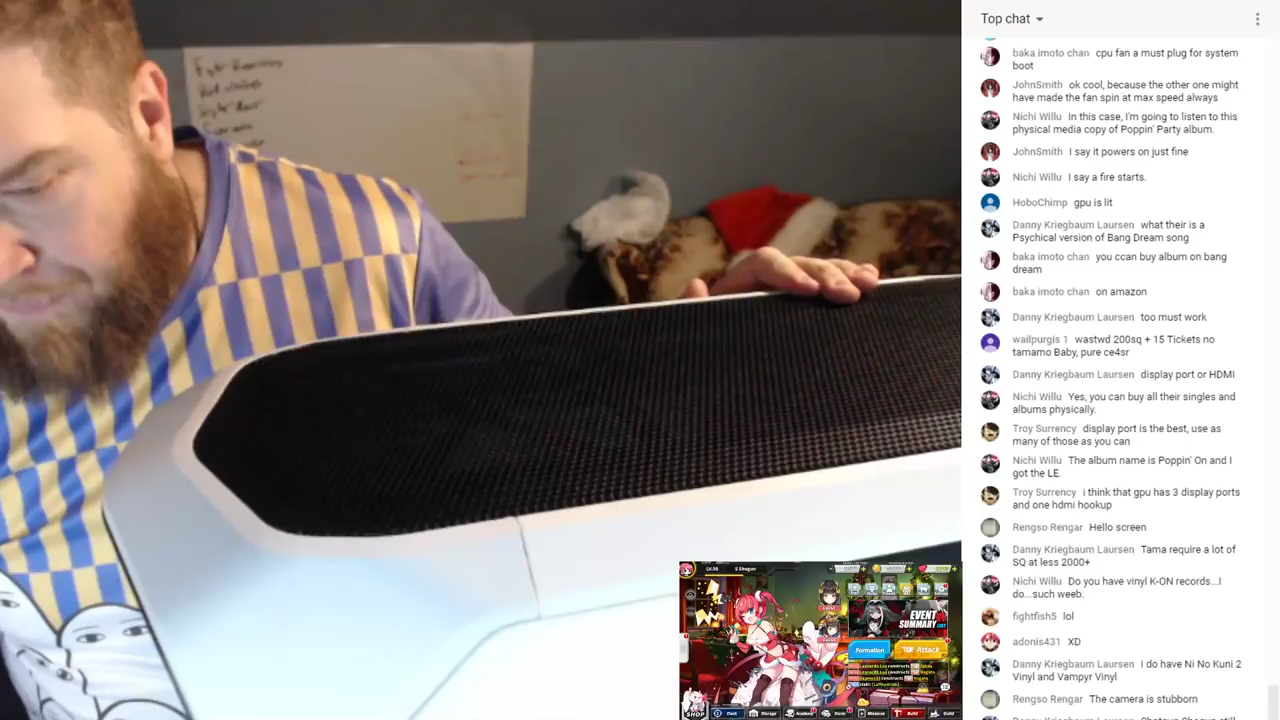 Top chat
baka imoto chan cpu fan a must plug for system
boot
JohnSmith ok cool, because the other one might
have made the fan spin at max speed always
Nichi Willu In this case, I'm going to listen to this
physical media copy of Poppin' Party album.
JohnSmith I say it powers on just fine
Nichi Willu I say a fire starts.
HoboChimp gpu is lit
Danny Kriegbaum Laursen what their is a
Psychical version of Bang Dream song
baka imoto chan you ccan buy album on bang
dream
baka imoto chan on amazon
Danny Kriegbaum Laursen too must work
wailpurgis 1 wastwd 200sq + 15 Tickets no
tamamo Baby, pure ce4sr
Danny Kriegbaum Laursen display port or HDMI
Nichi Willu Yes, you can buy all their singles and
albums physically.
Troy Surrency display port is the best, use as
many of those as you can
Nichi Willu The album name is Poppin' On and I
got the LE.
Troy Surrency i think that gpu has 3 display ports
and one hdmi hookup
Rengso Rengar Hello screen
Danny Kriegbaum Laursen Tama require a lot of
SQ at less 2000+
Nichi Willu Do you have vinyl K-ON records...I
do...such weeb.
fightfish5 lol
adonis431 XD
Danny Kriegbaum Laursen I do have Ni No Kuni 2
Vinyl and Vampyr Vinyl
Rengso Rengar The camera is stubborn
EVENT
SUMMARY
Formation
Attack
SHOP
Dock
Storage
Build
Guild